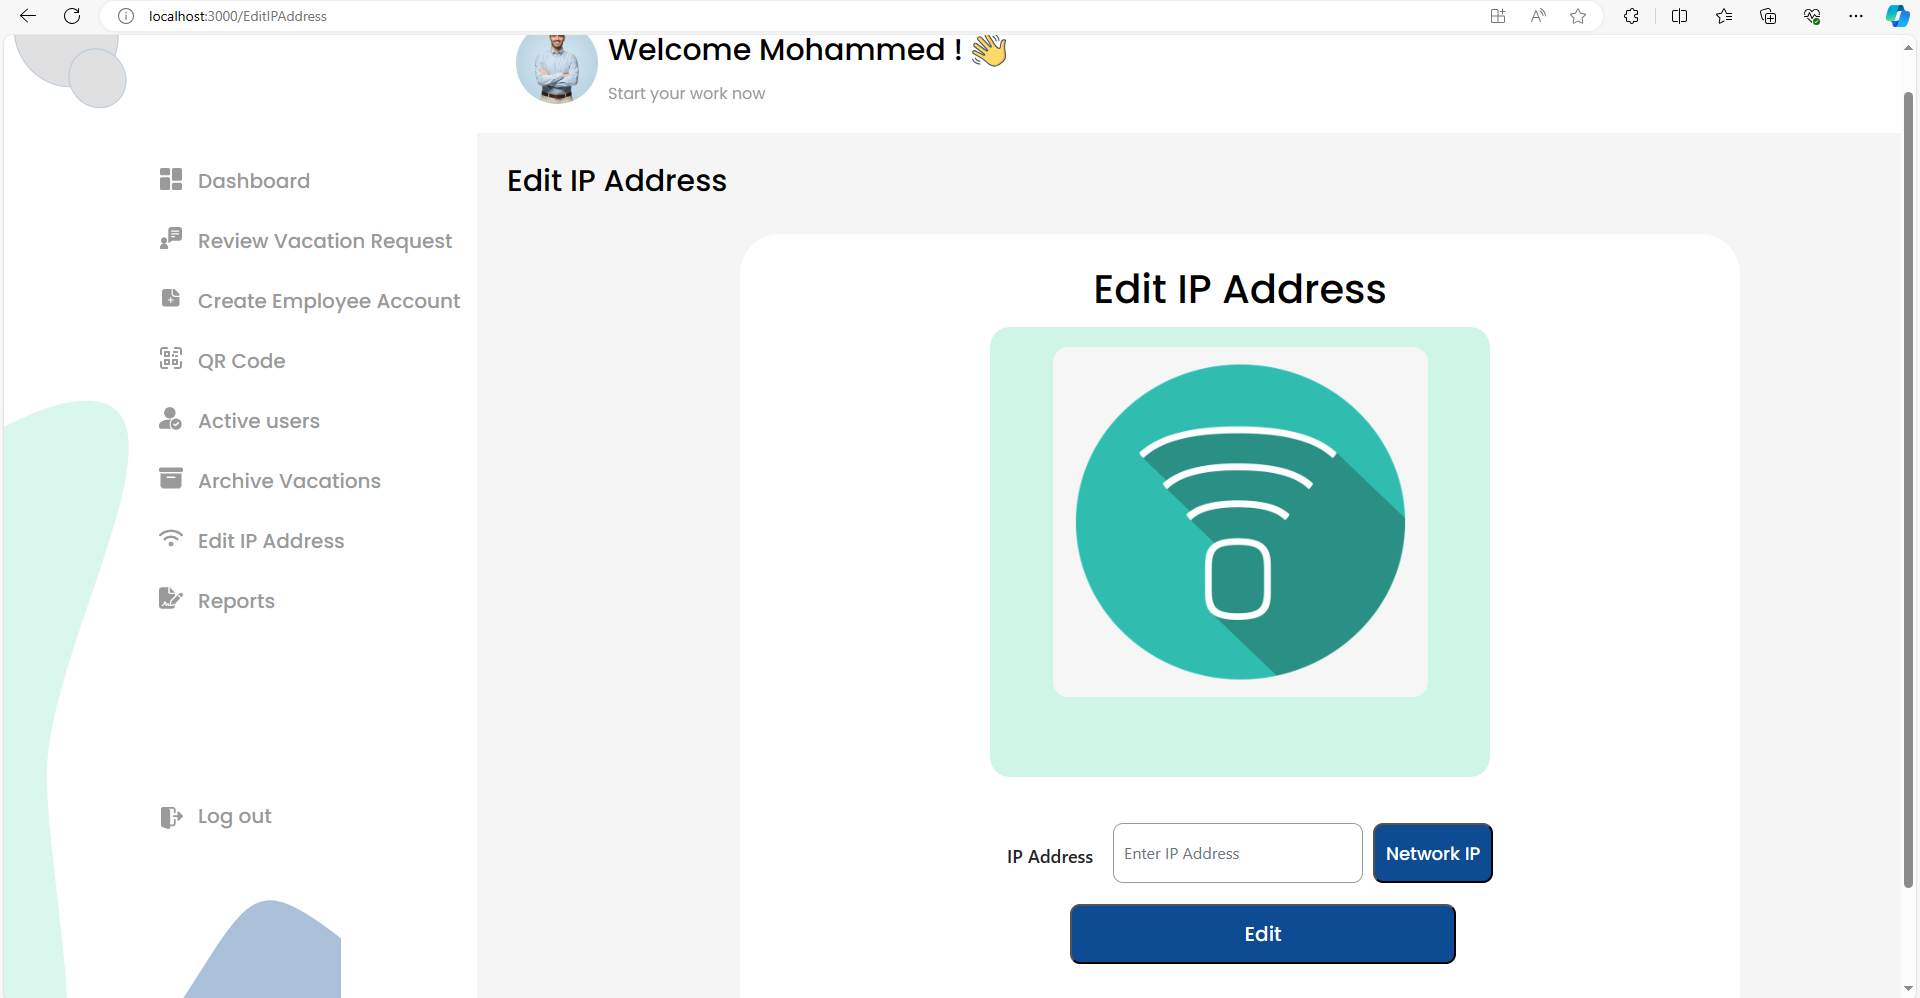 localhost:3000/EditIPAddress
Welcome Mohammed ! 👋
Start your work now
Dashboard
Review Vacation Request
Create Employee Account
QR Code
Active users
Archive Vacations
Edit IP Address
Reports
Log out
Edit IP Address
Edit IP Address
IP Address
Enter IP Address
Network IP
Edit